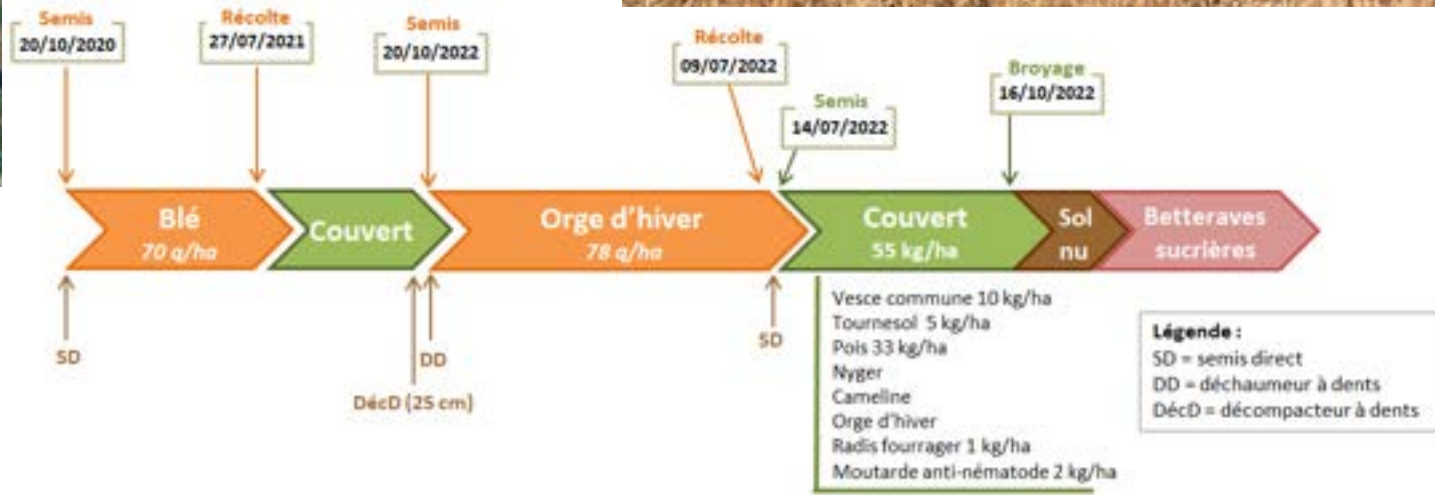 Semis
20/10/2020
Récolte
27/07/2021
Semis
20/10/2022
Récolte
09/07/2022
Semis
14/07/2022
Broyage
16/10/2022
Blé
70 q/ha
Couvert
Orge d'hiver
78 q/ha
Couvert
55 kg/ha
Sol
nu
Betteraves
sucrières
SD
DécD (25 cm)
DD
SD
Vesce commune 10 kg/ha
Tournesol 5 kg/ha
Pois 33 kg/ha
Nyger
Cameline
Orge d'hiver
Radis fourrager 1 kg/ha
Moutarde anti-nématode 2 kg/ha
Légende :
SD = semis direct
DD = déchaumeur à dents
DécD = décompacteur à dents